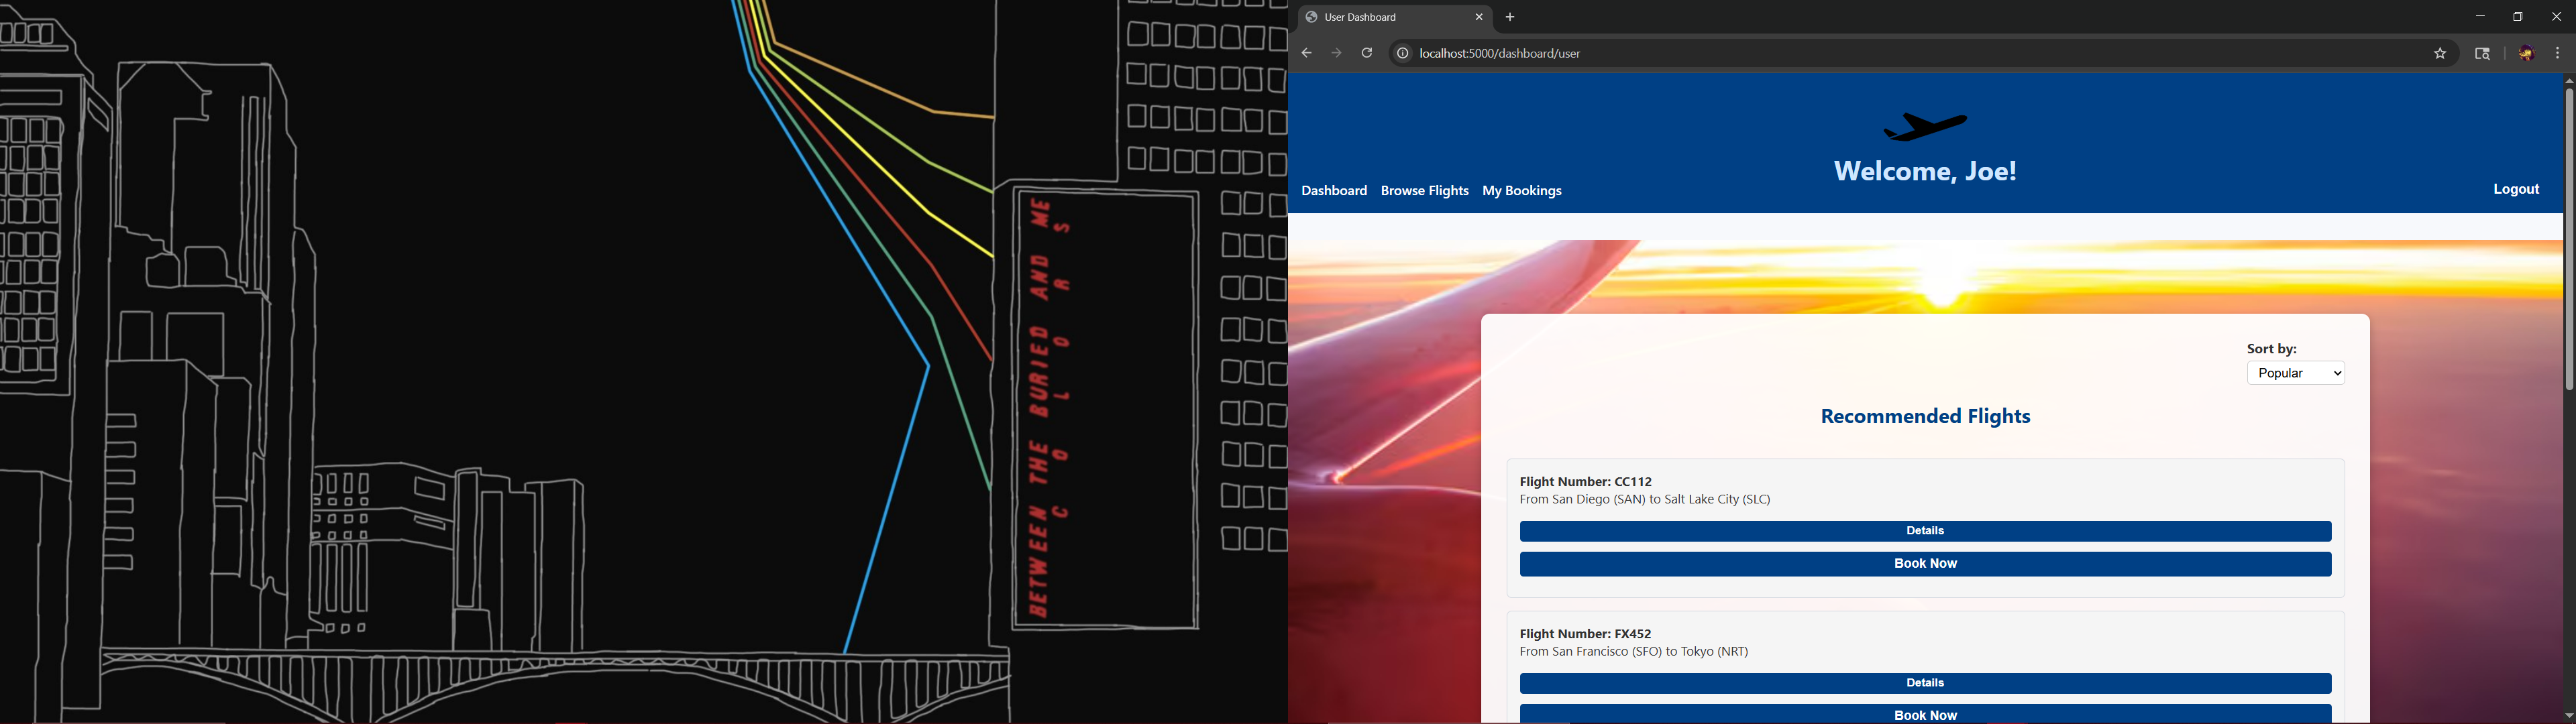 BETWEEN THE BURIED AND ME
COLORS
User Dashboard
localhost:5000/dashboard/user
Welcome, Joe!
Dashboard Browse Flights My Bookings
Logout
Sort by:
Popular
Recommended Flights
Flight Number: CC112
From San Diego (SAN) to Salt Lake City (SLC)
Details
Book Now
Flight Number: FX452
From San Francisco (SFO) to Tokyo (NRT)
Details
Book Now